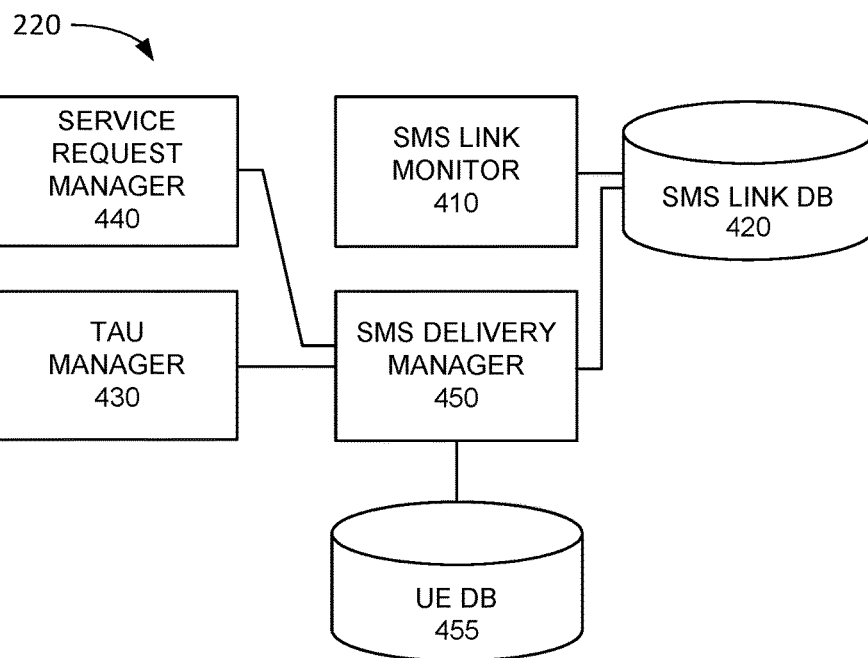 220
SERVICE
REQUEST
MANAGER
440
SMS LINK
MONITOR
410
SMS LINK DB
420
TAU
MANAGER
430
SMS DELIVERY
MANAGER
450
UE DB
455